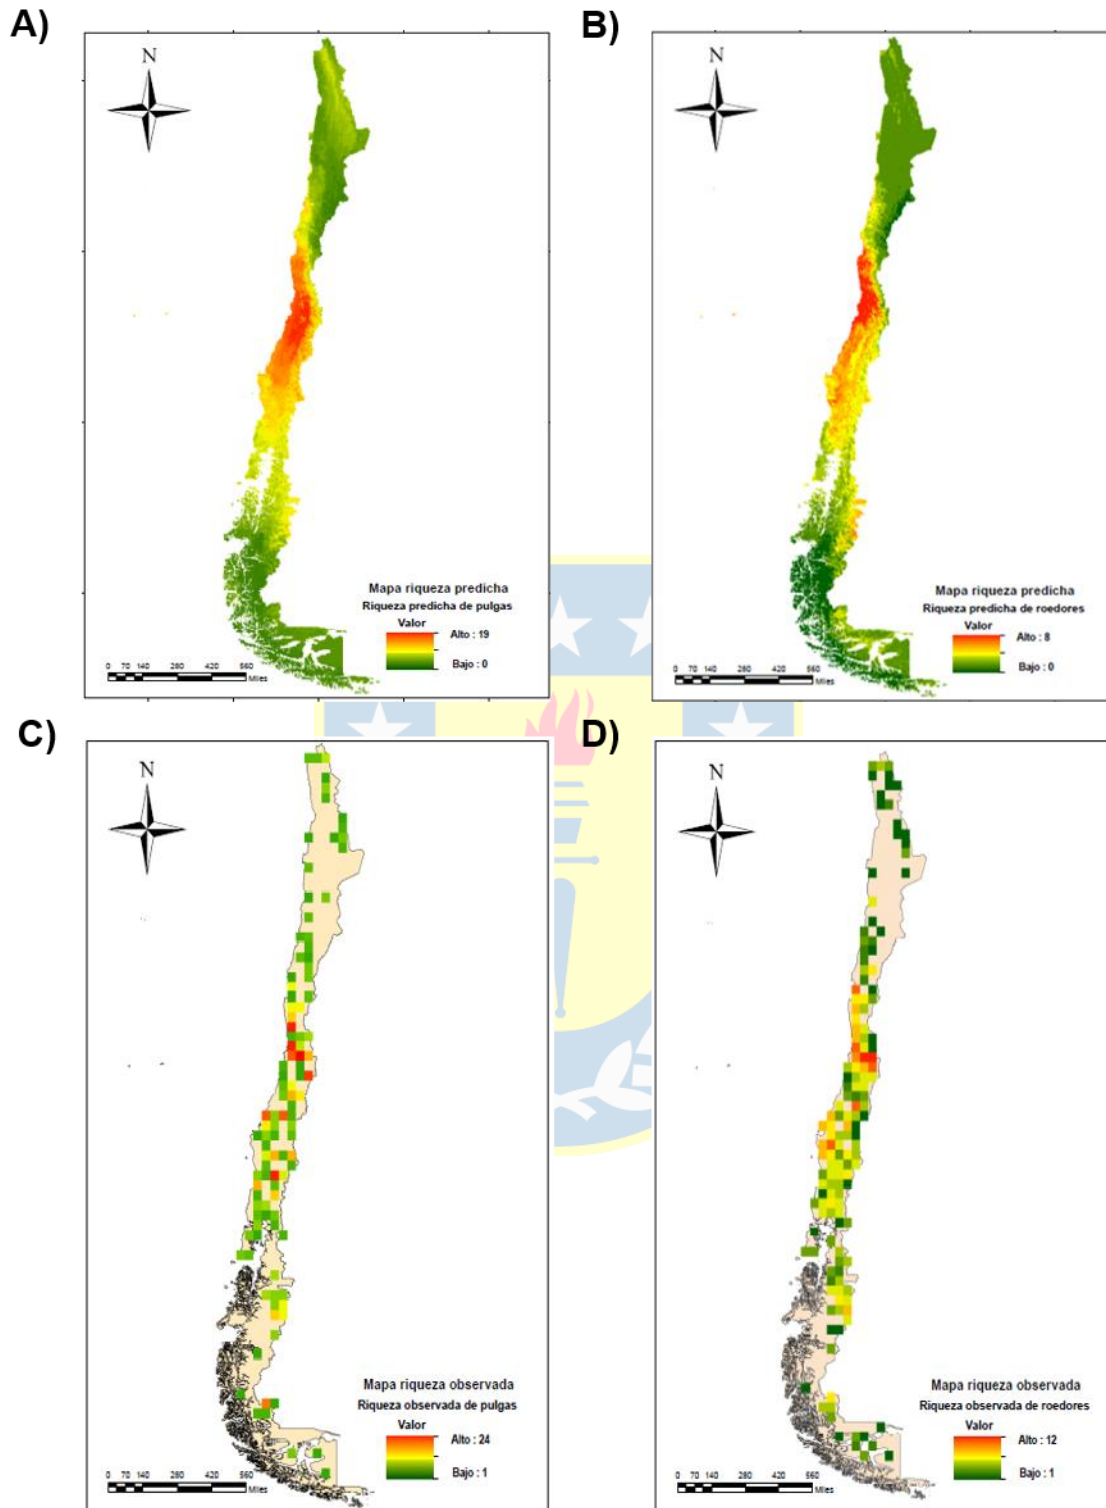 A)
N
Mapa riqueza predicha
Riqueza predicha de pulgas
Valor
Alto : 19
Bajo : 0
0 70 140 280 420 560
Miles
B)
N
Mapa riqueza predicha
Riqueza predicha de roedores
Valor
Alto : 8
Bajo : 0
0 70 140 280 420 560
Miles
C)
N
Mapa riqueza observada
Riqueza observada de pulgas
Valor
Alto : 24
Bajo : 1
0 70 140 280 420 560
Miles
D)
N
Mapa riqueza observada
Riqueza observada de roedores
Valor
Alto : 12
Bajo : 1
0 70 140 280 420 560
Miles